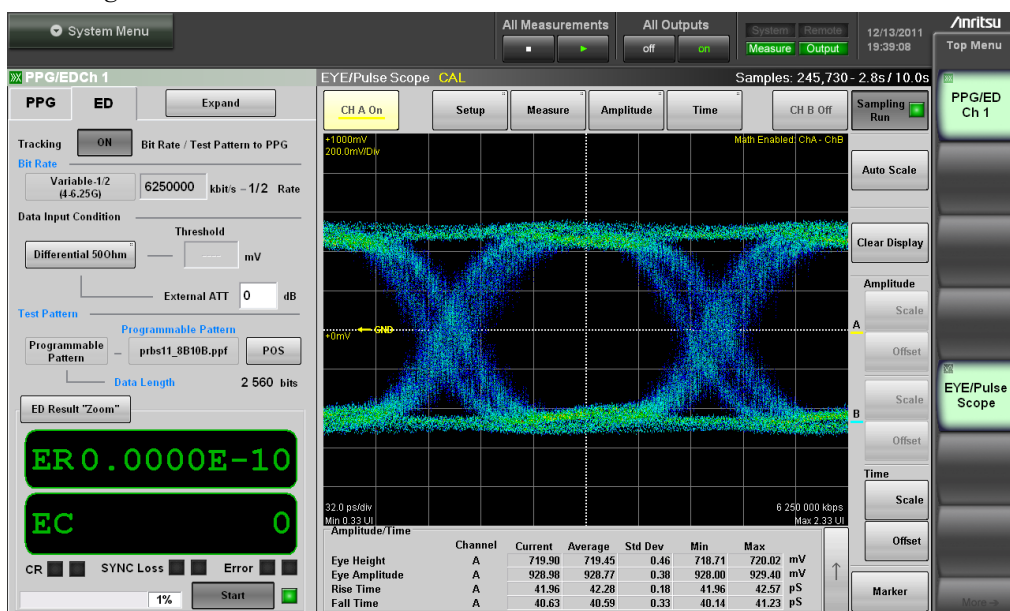 System Menu
All Measurements
All Outputs
off
on
System
Remote
Measure
Output
12/13/2011
19:39:08
Anritsu
Top Menu
PPG/EDCh 1
EYE/Pulse Scope CAL
Samples: 245,730 - 2.8s / 10.0s
PPG
ED
Expand
CH A On
Setup
Measure
Amplitude
Time
CH B Off
Sampling
Run
PPG/ED
Ch 1
Tracking
ON
Bit Rate / Test Pattern to PPG
+1000mV
200.0mV/Div
Math Enabled: ChA - ChB
Bit Rate
Variable-1/2
(4-6.25G)
6250000
kbit/s - 1/2 Rate
Auto Scale
Data Input Condition
Threshold
Differential 50Ohm
----
mV
Clear Display
External ATT
0
dB
Amplitude
Scale
Offset
Test Pattern
Programmable Pattern
Programmable
Pattern
prbs11_8B10B.ppf
POS
+0mV
GND
A
Data Length
2 560 bits
EYE/Pulse
Scope
ED Result "Zoom"
Scale
B
Offset
ER 0.0000E-10
Time
Scale
32.0 ps/div
6 250 000 kbps
Min 0.33 UI
Max 2.33 UI
EC 0
Amplitude/Time
Channel Current Average Std Dev Min Max
Offset
Eye Height A 719.90 719.45 0.46 718.71 720.02 mV
Eye Amplitude A 928.98 928.77 0.38 928.00 929.40 mV
Rise Time A 41.96 42.28 0.18 41.96 42.57 pS
Fall Time A 40.63 40.59 0.33 40.14 41.23 pS
CR
SYNC Loss
Error
1%
Start
Marker
More ->